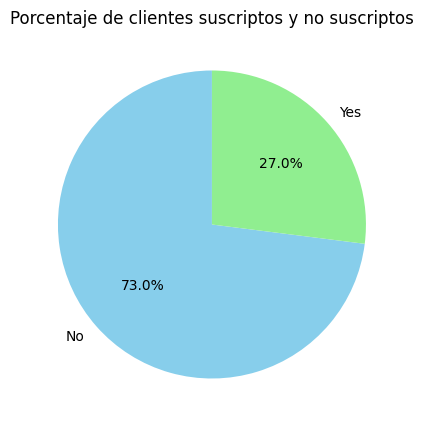 Porcentaje de clientes suscriptos y no suscriptos
Yes
27.0%
73.0%
No